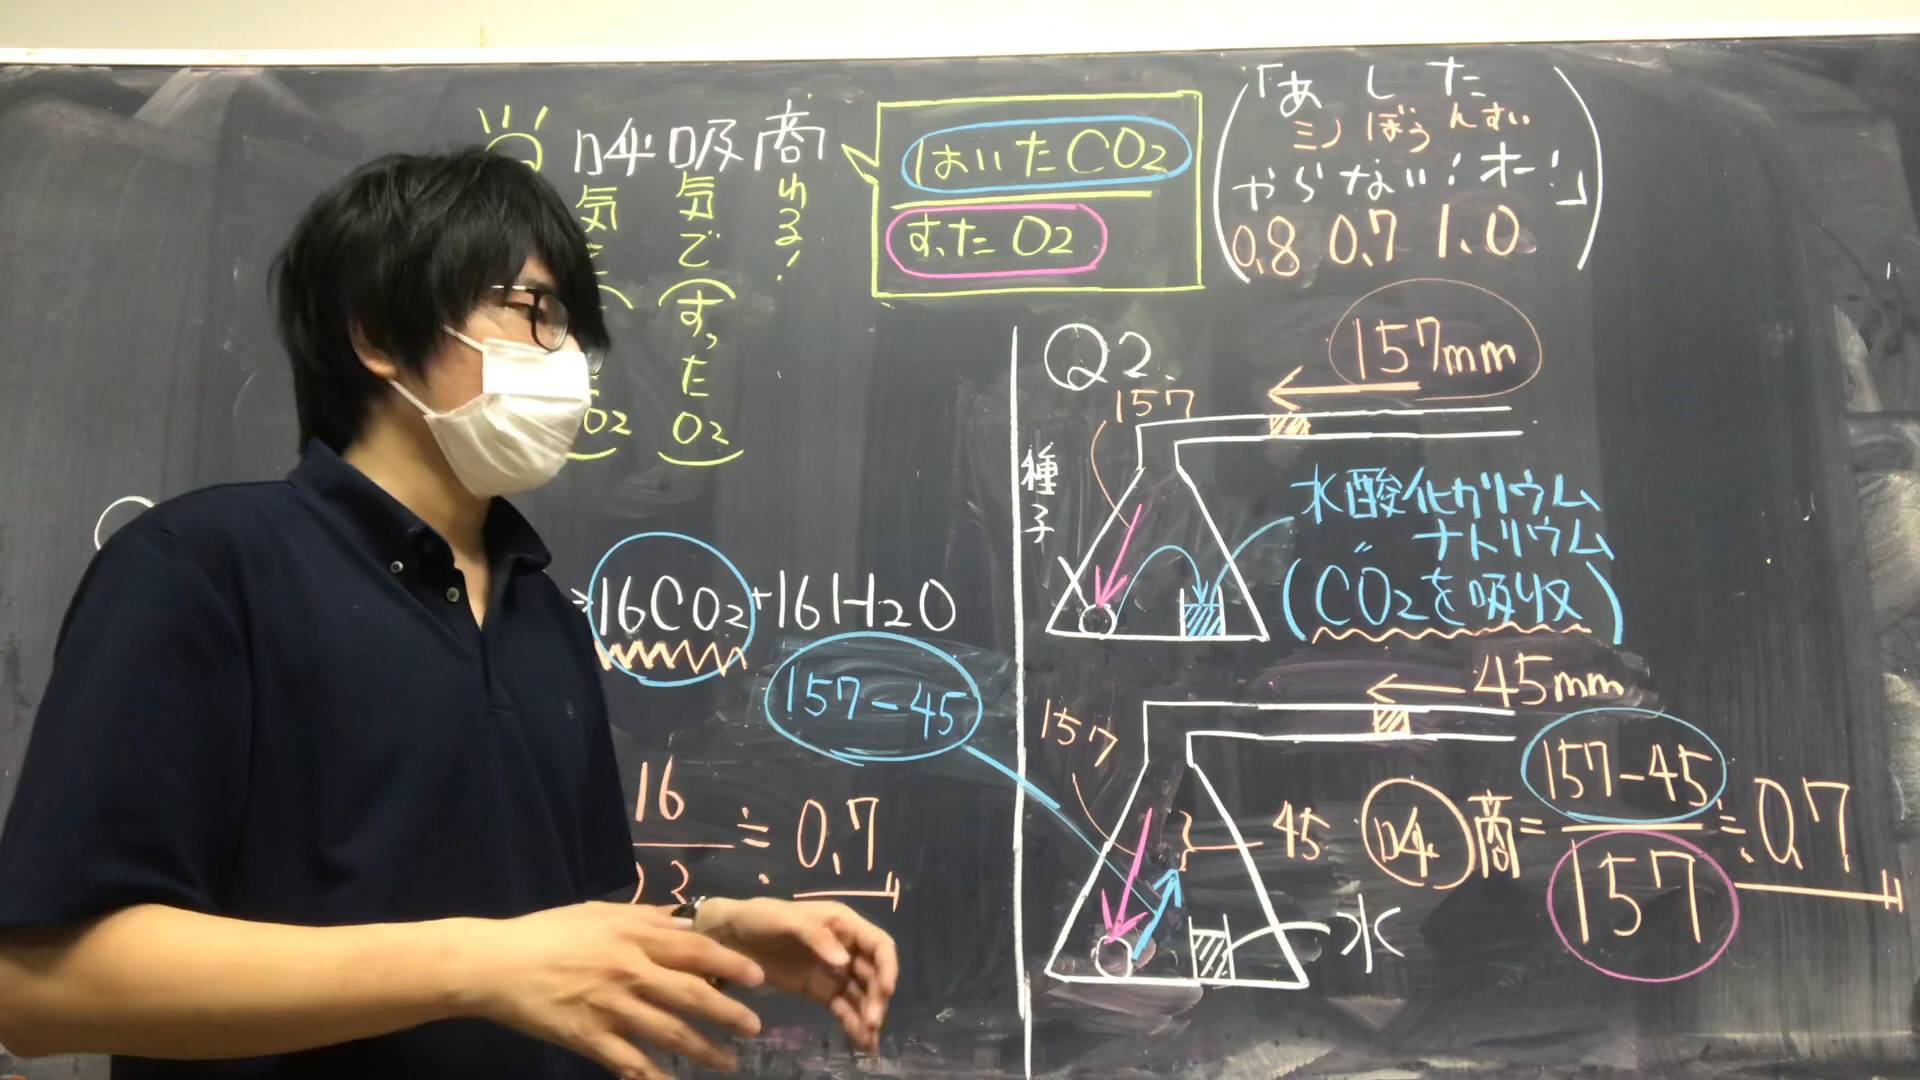 呼吸商
気で
(すった
O2)
わる!
O2
はいたCO2
すったO2
「あした
ミノ ぼう んすい
やらない!オー!」
0.8 0.7 1.0
16CO2+16H2O
157-45
16
23
≒ 0.7
Q2.
157mm
157
種子
水酸化カリウム
〃 ナトリウム
(CO2を吸収)
45mm
157
45
水
呼商=
157-45
157
≒0.7